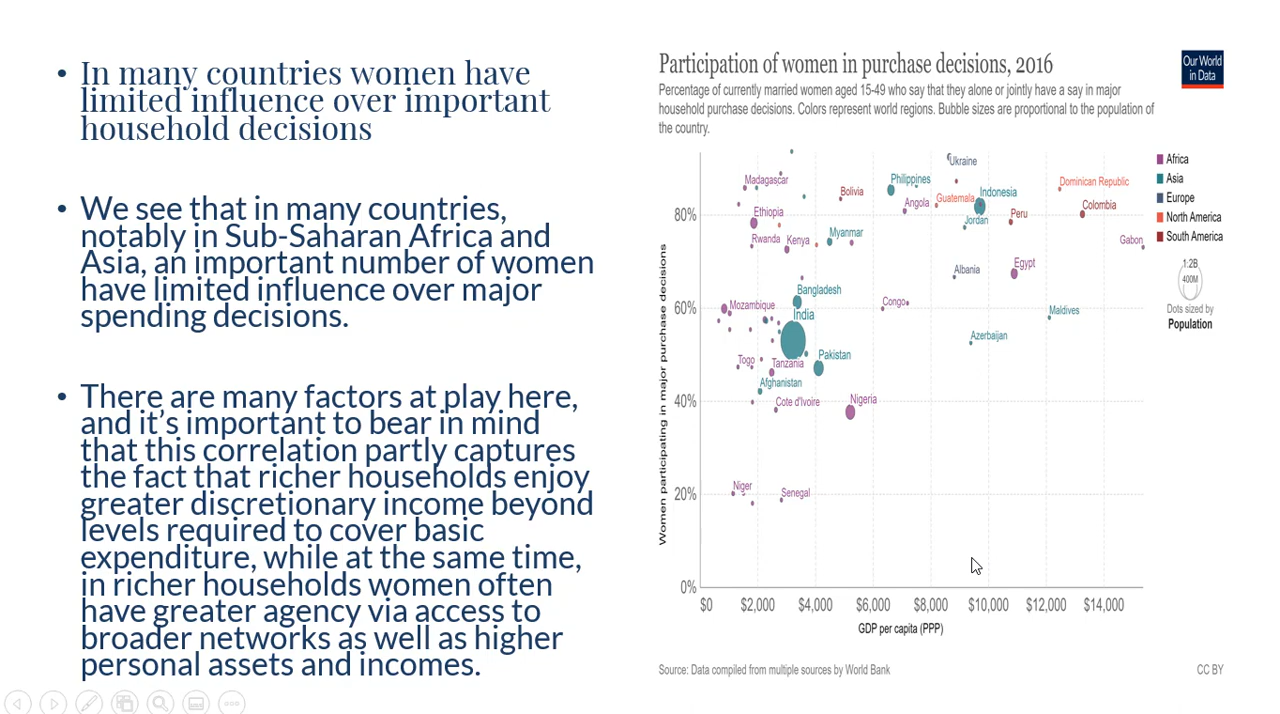 • In many countries women have
limited influence over important
household decisions
• We see that in many countries,
notably in Sub-Saharan Africa and
Asia, an important number of women
have limited influence over major
spending decisions.
• There are many factors at play here,
and it’s important to bear in mind
that this correlation partly captures
the fact that richer households enjoy
greater discretionary income beyond
levels required to cover basic
expenditure, while at the same time,
in richer households women often
have greater agency via access to
broader networks as well as higher
personal assets and incomes.
Participation of women in purchase decisions, 2016
Our World
in Data
Percentage of currently married women aged 15-49 who say that they alone or jointly have a say in major
household purchase decisions. Colors represent world regions. Bubble sizes are proportional to the population of
the country.
Women participating in major purchase decisions
80%
60%
40%
20%
0%
Ukraine
Madagascar
Philippines
Bolivia
Indonesia
Dominican Republic
Guatemala
Angola
Colombia
Ethiopia
Peru
Jordan
Myanmar
Rwanda
Kenya
Gabon
Albania
Egypt
Bangladesh
Mozambique
Congo
Maldives
India
Azerbaijan
Togo
Tanzania
Pakistan
Afghanistan
Cote d'Ivoire
Nigeria
Niger
Senegal
$0
$2,000
$4,000
$6,000
$8,000
$10,000
$12,000
$14,000
GDP per capita (PPP)
Africa
Asia
Europe
North America
South America
1:2B
400M
Dots sized by
Population
Source: Data compiled from multiple sources by World Bank
CC BY